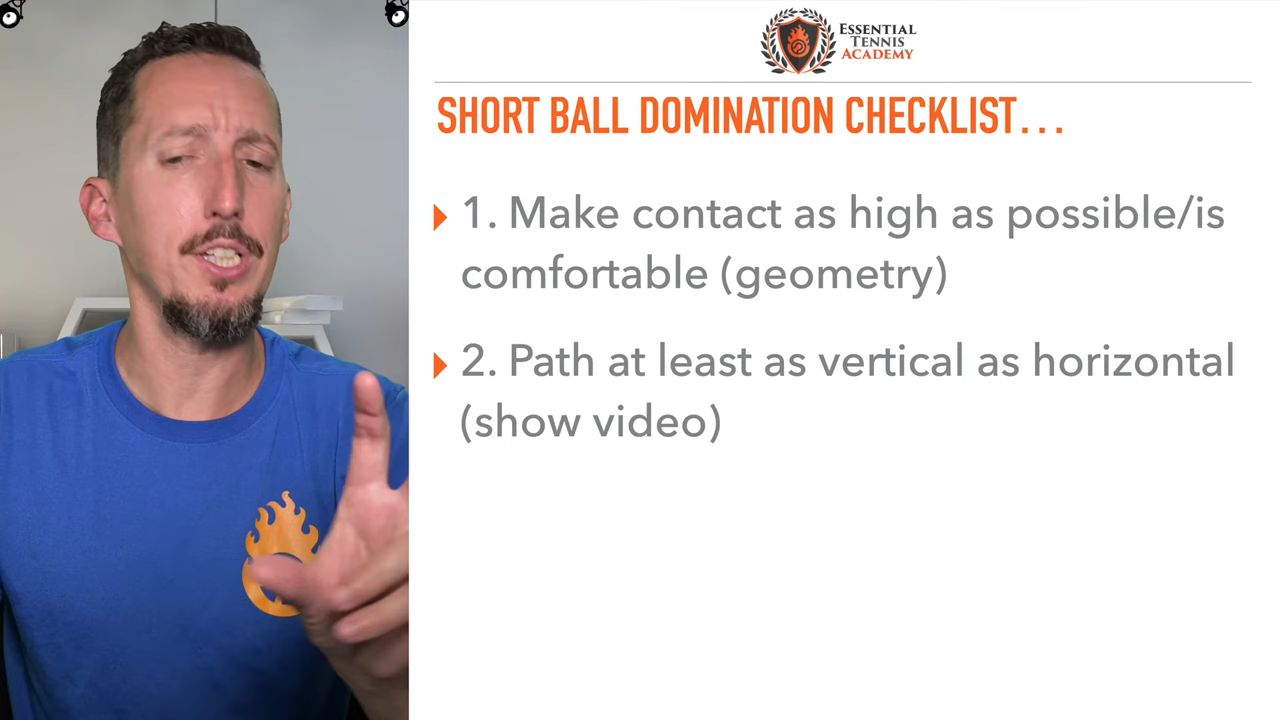 ESSENTIAL
TENNIS
ACADEMY
SHORT BALL DOMINATION CHECKLIST...
1. Make contact as high as possible/is
comfortable (geometry)
2. Path at least as vertical as horizontal
(show video)